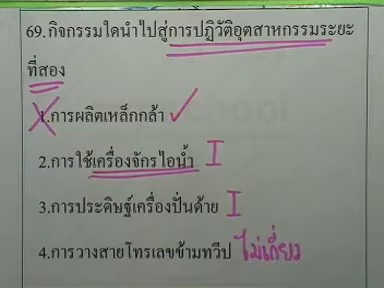 69.กิจกรรมใดนำไปสู่การปฏิวัติอุตสาหกรรมระยะ
ที่สอง
1.การผลิตเหล็กกล้า
2.การใช้เครื่องจักรไอน้ำ I
3.การประดิษฐ์เครื่องปั่นด้าย I
4.การวางสายโทรเลขข้ามทวีป ไม่เกี่ยว